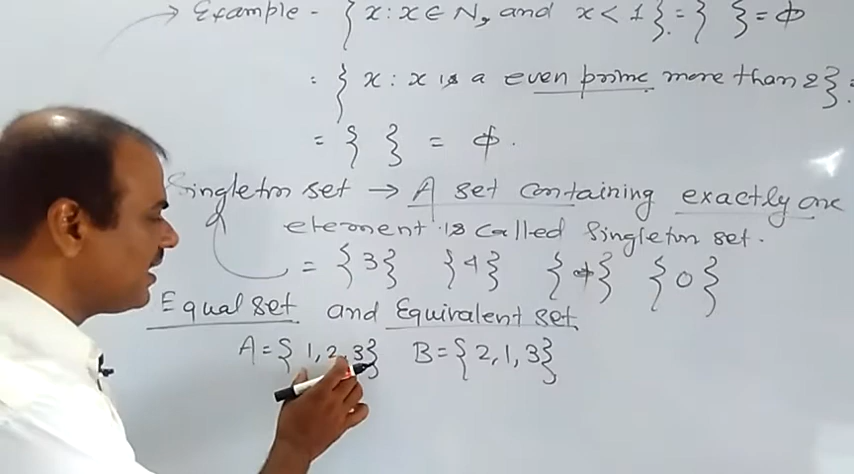 → Example - { x : x ∈ N, and x < 1 } = { } = ϕ
= { x : x is a even prime more than 2 } =
= { } = ϕ.
Singleton set → A set containing exactly one
element is called Singleton set.
= {3} {4} {ϕ} {0}
Equal set and Equivalent set
A = { 1, 2, 3 } B = { 2, 1, 3 }